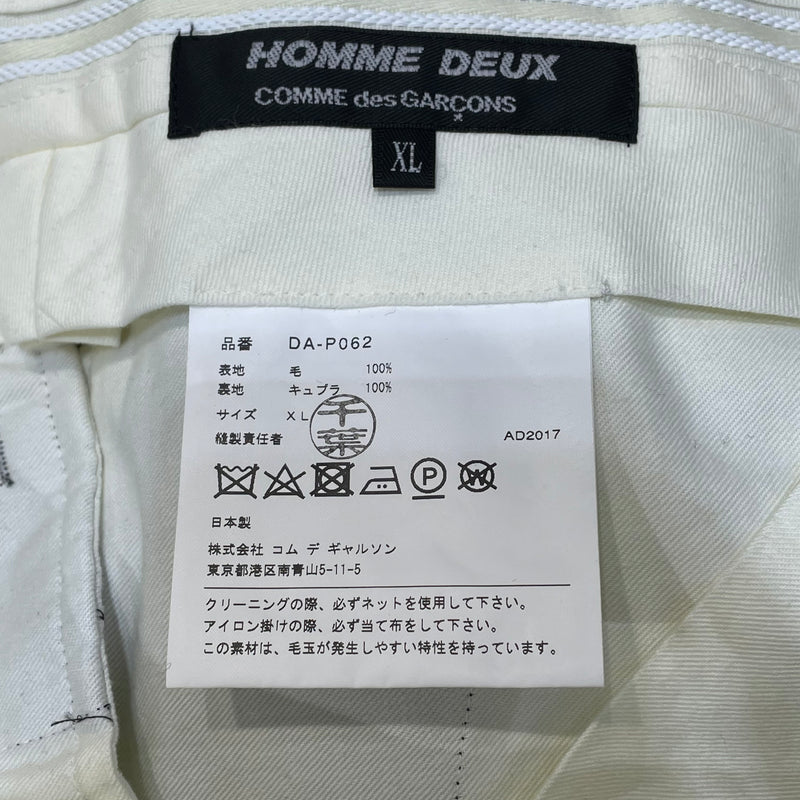 HOMME DEUX
COMME des GARÇONS
XL
品番 DA-P062
表地 毛 100%
裏地 キュプラ 100%
サイズ XL
千葉
縫製責任者
AD2017
P W
日本製
株式会社 コム デ ギャルソン
東京都港区南青山5-11-5
クリーニングの際、必ずネットを使用して下さい。
アイロン掛けの際、必ず当て布をして下さい。
この素材は、毛玉が発生しやすい特性を持っています。